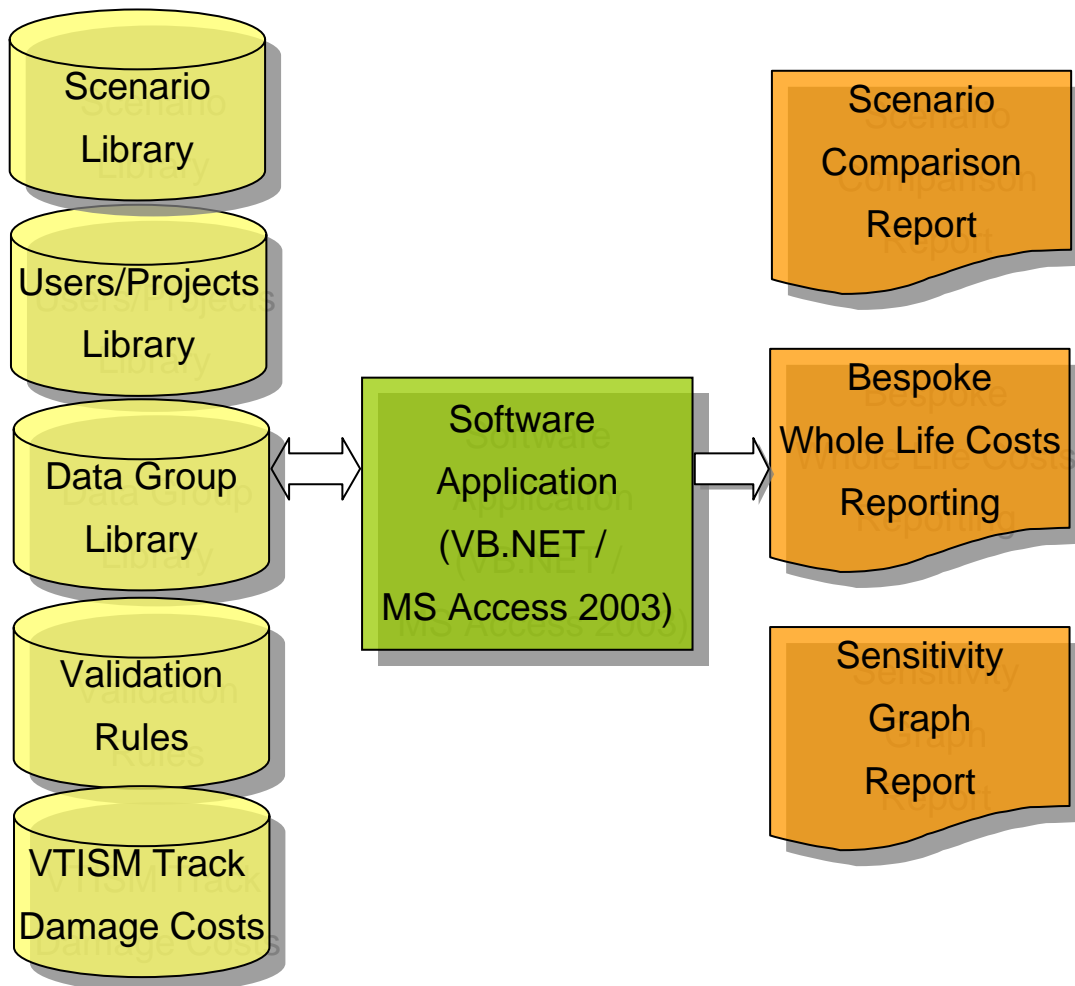 Scenario
Library
Users/Projects
Library
Data Group
Library
Validation
Rules
VTISM Track
Damage Costs
Software
Application
(VB.NET /
MS Access 2003)
Scenario
Comparison
Report
Bespoke
Whole Life Costs
Reporting
Sensitivity
Graph
Report